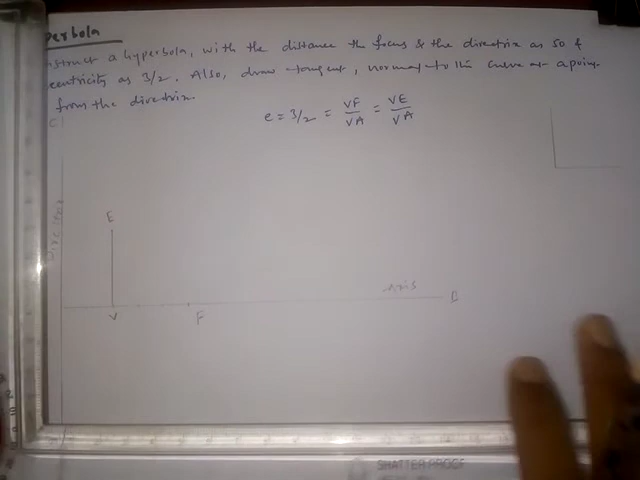 perbola
nstruct a hyperbola, with the distance the focus & the directrix as 50 &
centricity as 3/2. Also, draw tangent, normal to the curve at a point
from the directrix.
e = 3/2 = VF/VA = VE/VA
C
Directrix
E
Axis
B
V
F
SHATTER PROOF